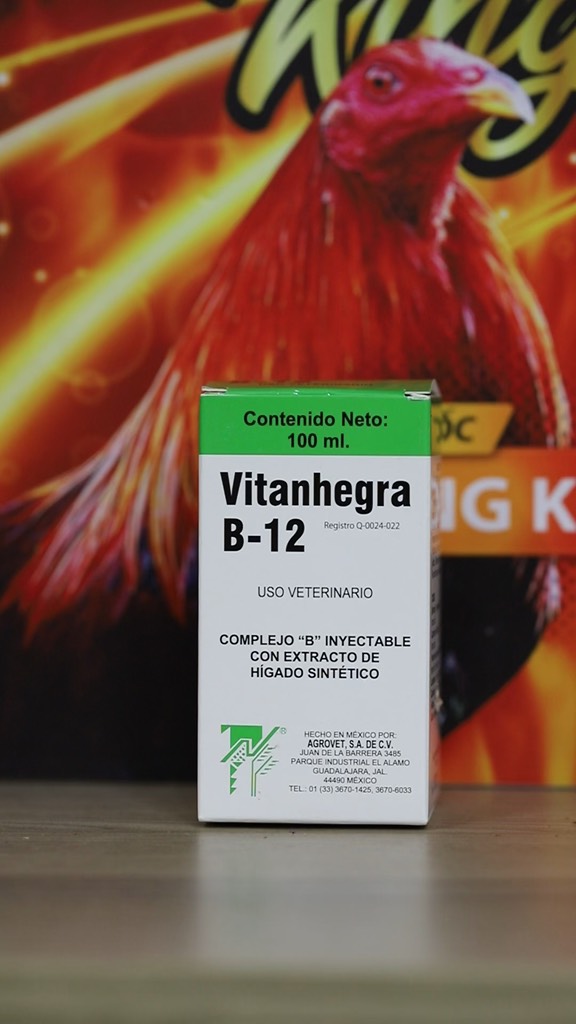 King
Contenido Neto:
100 ml.
Vitanhegra
B-12
Registro Q-0024-022
USO VETERINARIO
COMPLEJO "B" INYECTABLE
CON EXTRACTO DE
HÍGADO SINTÉTICO
HECHO EN MÉXICO POR:
AGROVET, S.A. DE C.V.
JUAN DE LA BARRERA 3485
PARQUE INDUSTRIAL EL ALAMO
GUADALAJARA, JAL.
44490 MÉXICO
TEL.: 01 (33) 3670-1425, 3670-6033
IG K